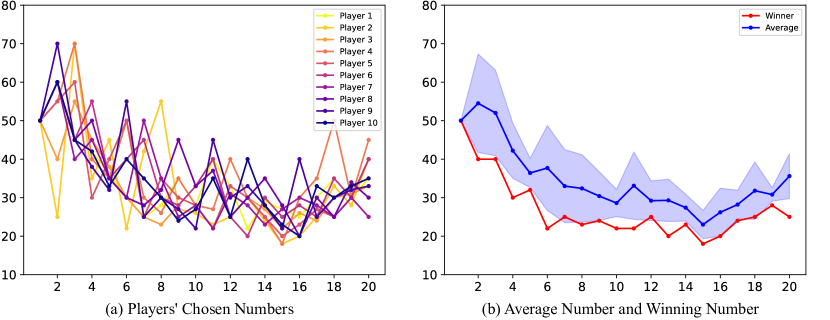 80
70
60
50
40
30
20
10
2 4 6 8 10 12 14 16 18 20
Player 1
Player 2
Player 3
Player 4
Player 5
Player 6
Player 7
Player 8
Player 9
Player 10
(a) Players' Chosen Numbers
80
70
60
50
40
30
20
10
2 4 6 8 10 12 14 16 18 20
Winner
Average
(b) Average Number and Winning Number